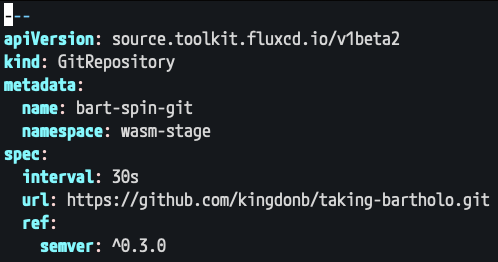 ---
apiVersion: source.toolkit.fluxcd.io/v1beta2
kind: GitRepository
metadata:
  name: bart-spin-git
  namespace: wasm-stage
spec:
  interval: 30s
  url: https://github.com/kingdonb/taking-bartholo.git
  ref:
    semver: ^0.3.0